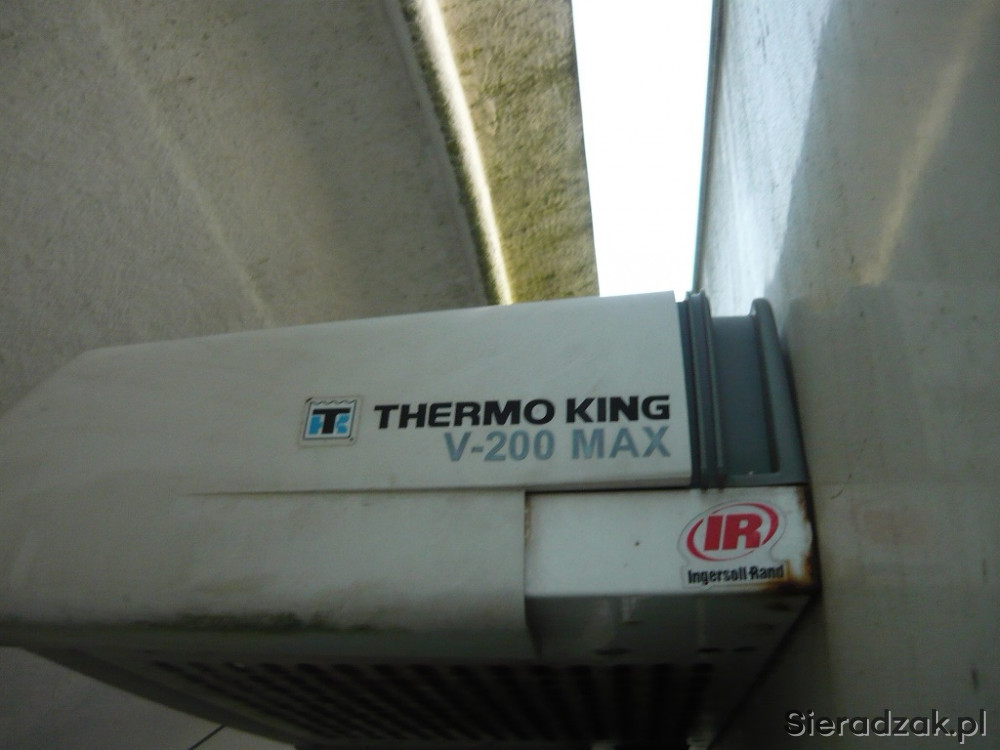 TK THERMO KING
V-200 MAX
IR
Ingersoll-Rand
Sieradzak.pl